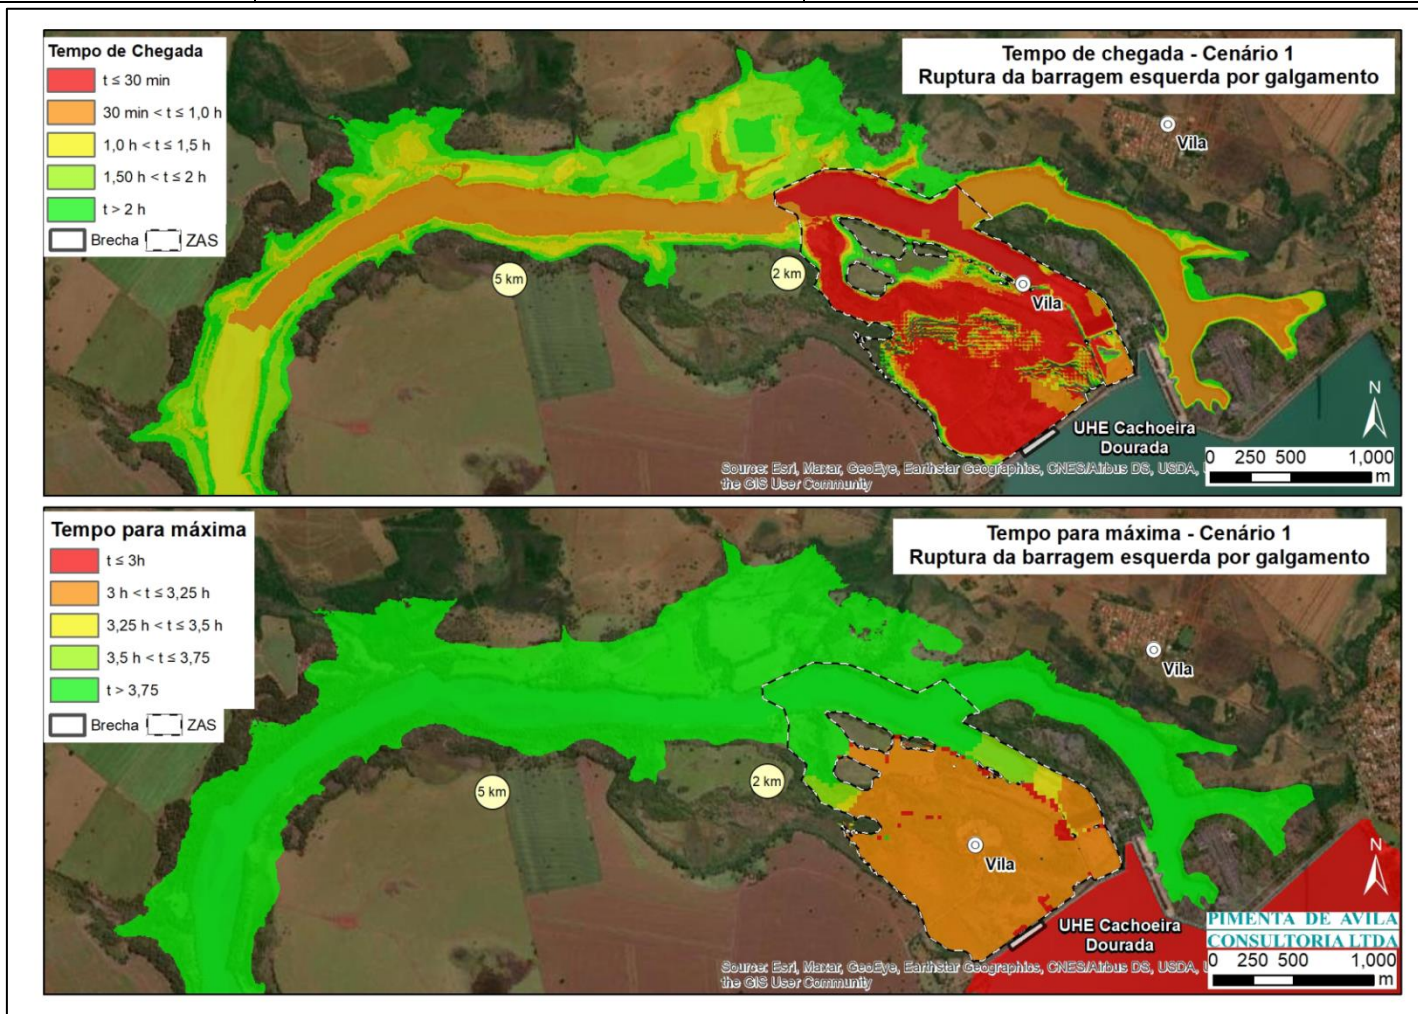 Tempo de Chegada
t ≤ 30 min
30 min < t ≤ 1,0 h
1,0 h < t ≤ 1,5 h
1,50 h < t ≤ 2 h
t > 2 h
Brecha ZAS
Tempo de chegada - Cenário 1
Ruptura da barragem esquerda por galgamento
Vila
5 km
2 km
Vila
UHE Cachoeira
Dourada
N
0 250 500 1,000
m
Source: Esri, Maxar, GeoEye, Earthstar Geographics, CNES/Airbus DS, USDA,
the GIS User Community
Tempo para máxima
t ≤ 3h
3 h < t ≤ 3,25 h
3,25 h < t ≤ 3,5 h
3,5 h < t ≤ 3,75
t > 3,75
Brecha ZAS
Tempo para máxima - Cenário 1
Ruptura da barragem esquerda por galgamento
Vila
5 km
2 km
Vila
UHE Cachoeira
Dourada
N
PIMENTA DE AVILA
CONSULTORIA LTDA
0 250 500 1,000
m
Source: Esri, Maxar, GeoEye, Earthstar Geographics, CNES/Airbus DS, USDA,
the GIS User Community